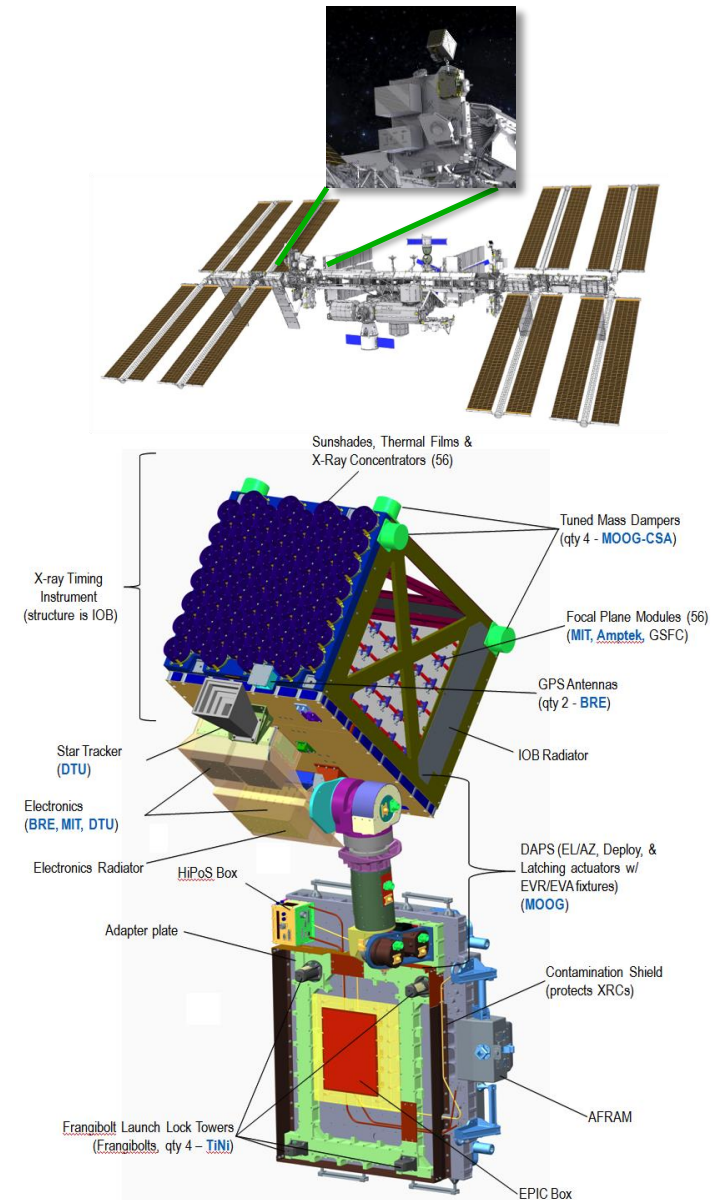 Sunshades, Thermal Films &
X-Ray Concentrators (56)
Tuned Mass Dampers
(qty 4 - MOOG-CSA)
X-ray Timing
Instrument
(structure is IOB)
Focal Plane Modules (56)
(MIT, Amptek, GSFC)
GPS Antennas
(qty 2 - BRE)
Star Tracker
(DTU)
IOB Radiator
Electronics
(BRE, MIT, DTU)
Electronics Radiator
DAPS (EL/AZ, Deploy, &
Latching actuators w/
EVR/EVA fixtures)
(MOOG)
HiPoS Box
Adapter plate
Contamination Shield
(protects XRCs)
AFRAM
Frangibolt Launch Lock Towers
(Frangibolts, qty 4 – TiNi)
EPIC Box